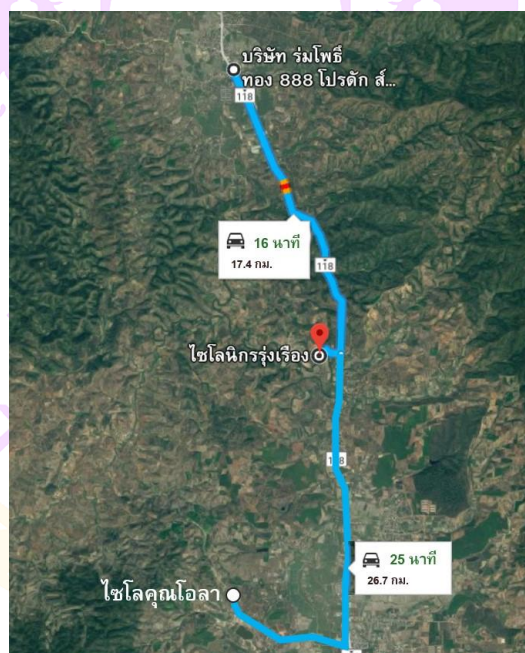 บริษัท ร่มโพธิ์
ทอง 888 โปรดัก ส์...
118
16 นาที
17.4 กม.
118
ไซโลนิกรรุ่งเรือง
118
25 นาที
26.7 กม.
ไซโลคุณโอลา